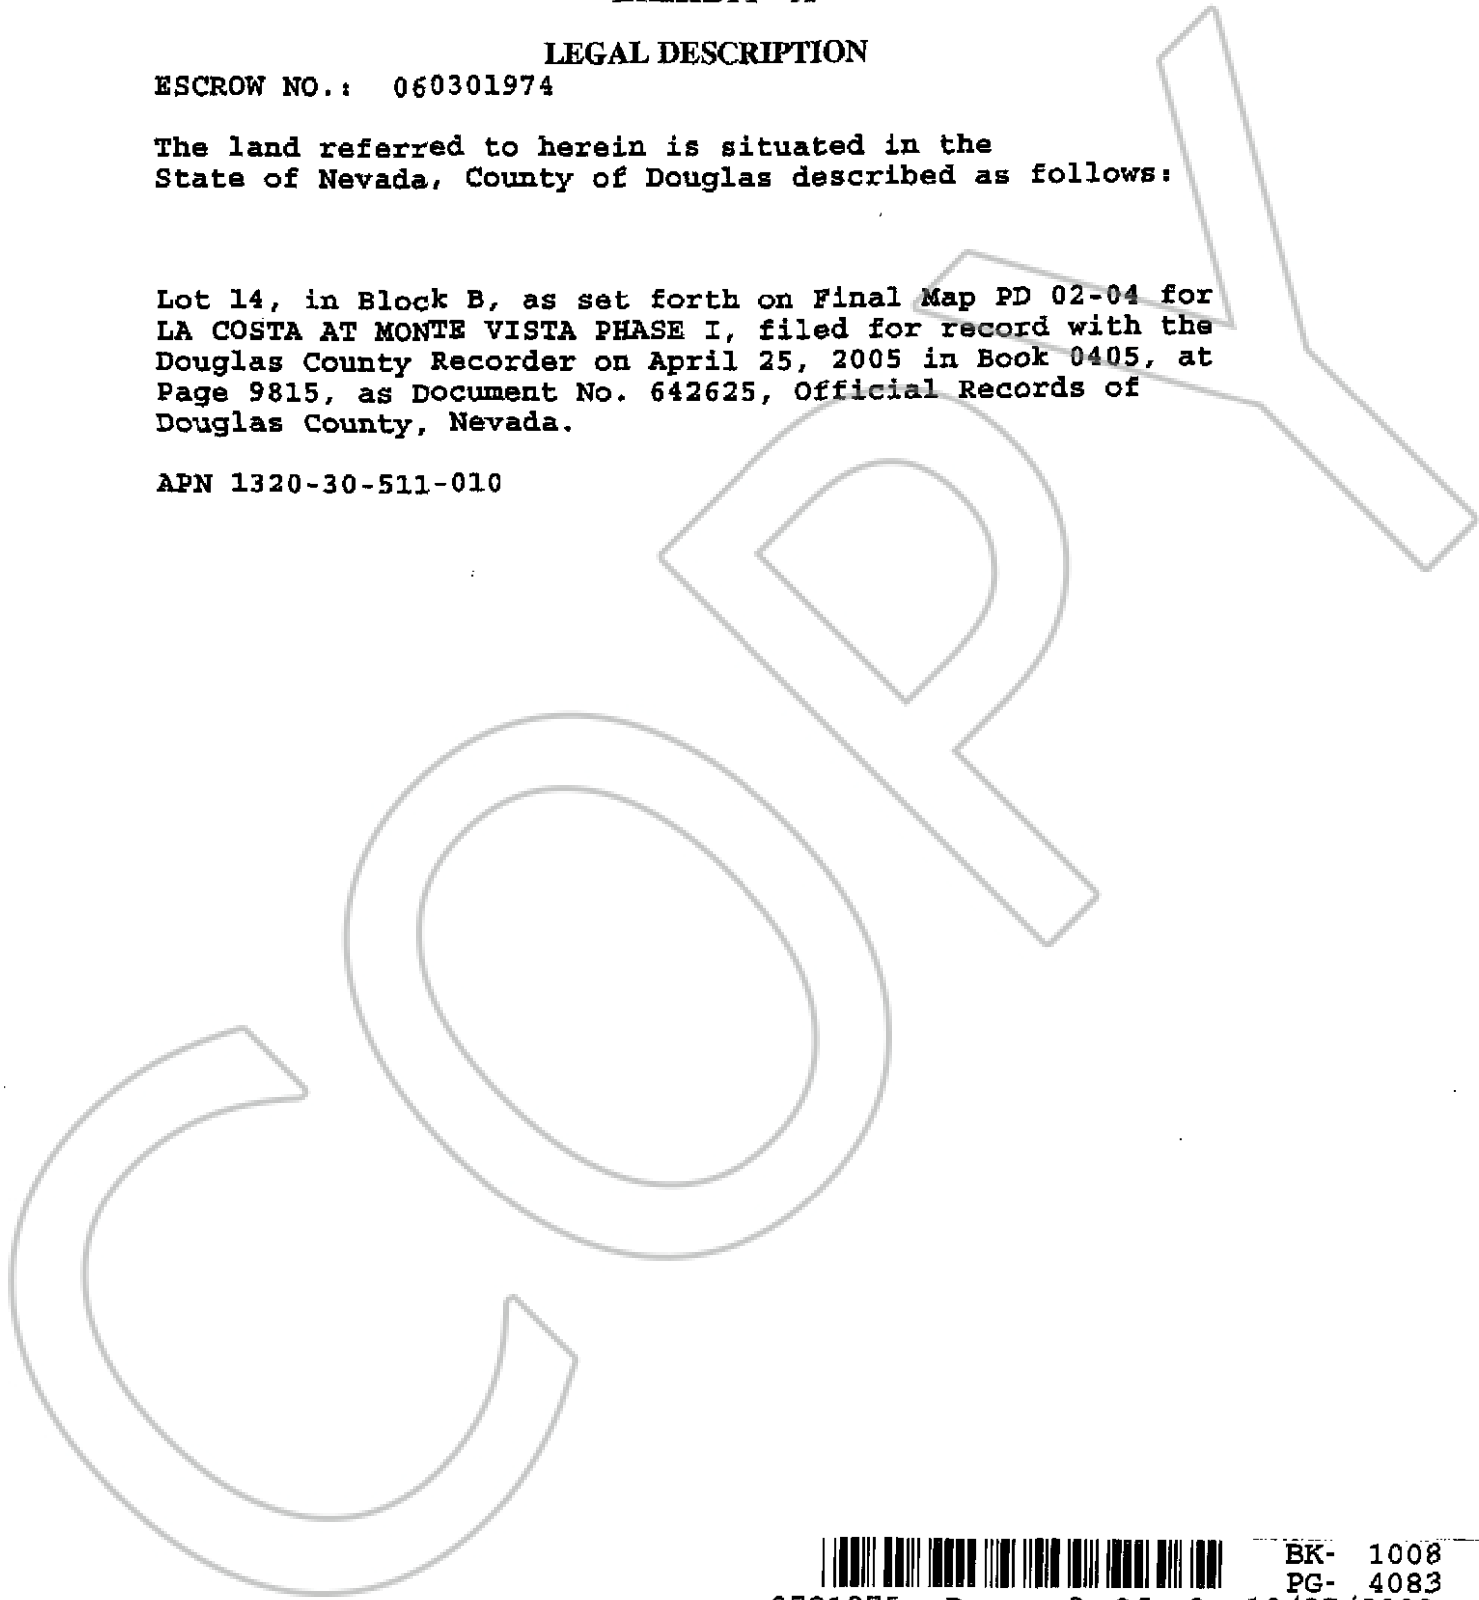 LEGAL DESCRIPTION
ESCROW NO.: 060301974
The land referred to herein is situated in the
State of Nevada, County of Douglas described as follows:
Lot 14, in Block B, as set forth on Final Map PD 02-04 for
LA COSTA AT MONTE VISTA PHASE I, filed for record with the
Douglas County Recorder on April 25, 2005 in Book 0405, at
Page 9815, as Document No. 642625, Official Records of
Douglas County, Nevada.
APN 1320-30-511-010
COPY
BK- 1008
PG- 4083